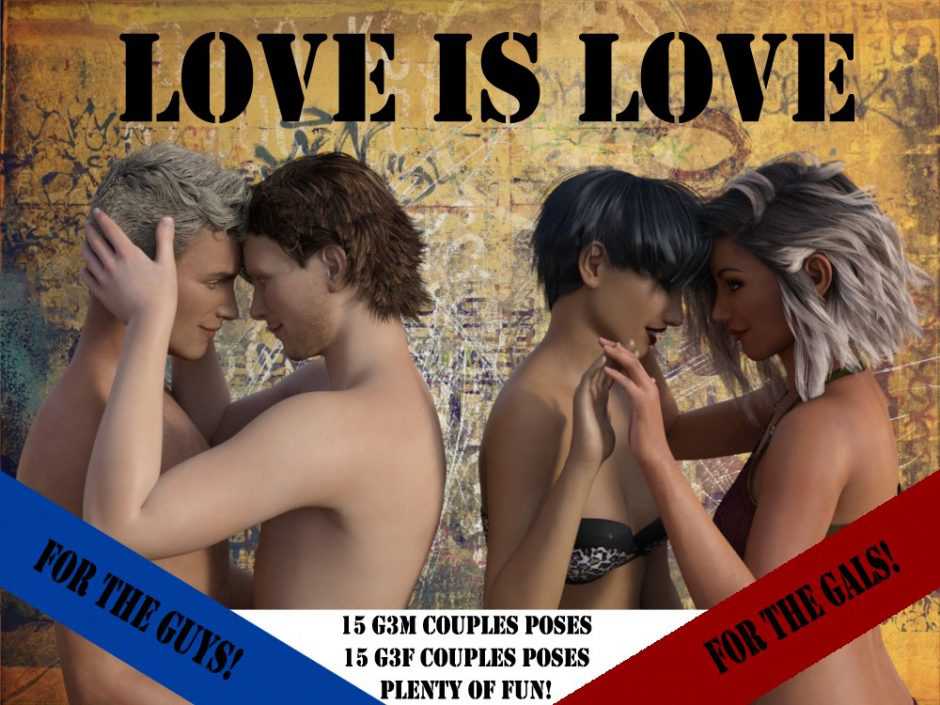 LOVE IS LOVE
FOR THE GUYS!
FOR THE GALS!
15 G3M COUPLES POSES
15 G3F COUPLES POSES
PLENTY OF FUN!